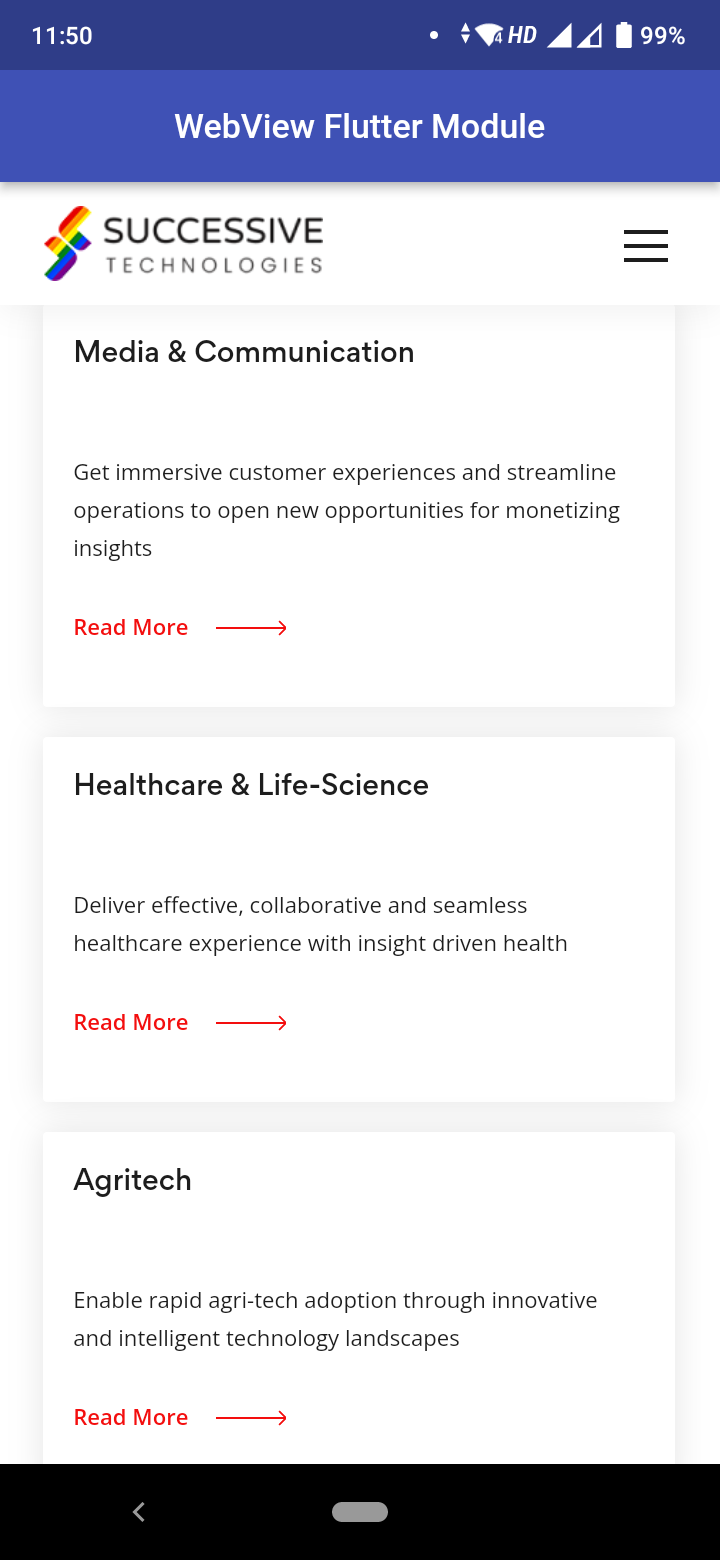 11:50
4 HD 99%
WebView Flutter Module
SUCCESSIVE
TECHNOLOGIES
Media & Communication
Get immersive customer experiences and streamline
operations to open new opportunities for monetizing
insights
Read More
Healthcare & Life-Science
Deliver effective, collaborative and seamless
healthcare experience with insight driven health
Read More
Agritech
Enable rapid agri-tech adoption through innovative
and intelligent technology landscapes
Read More